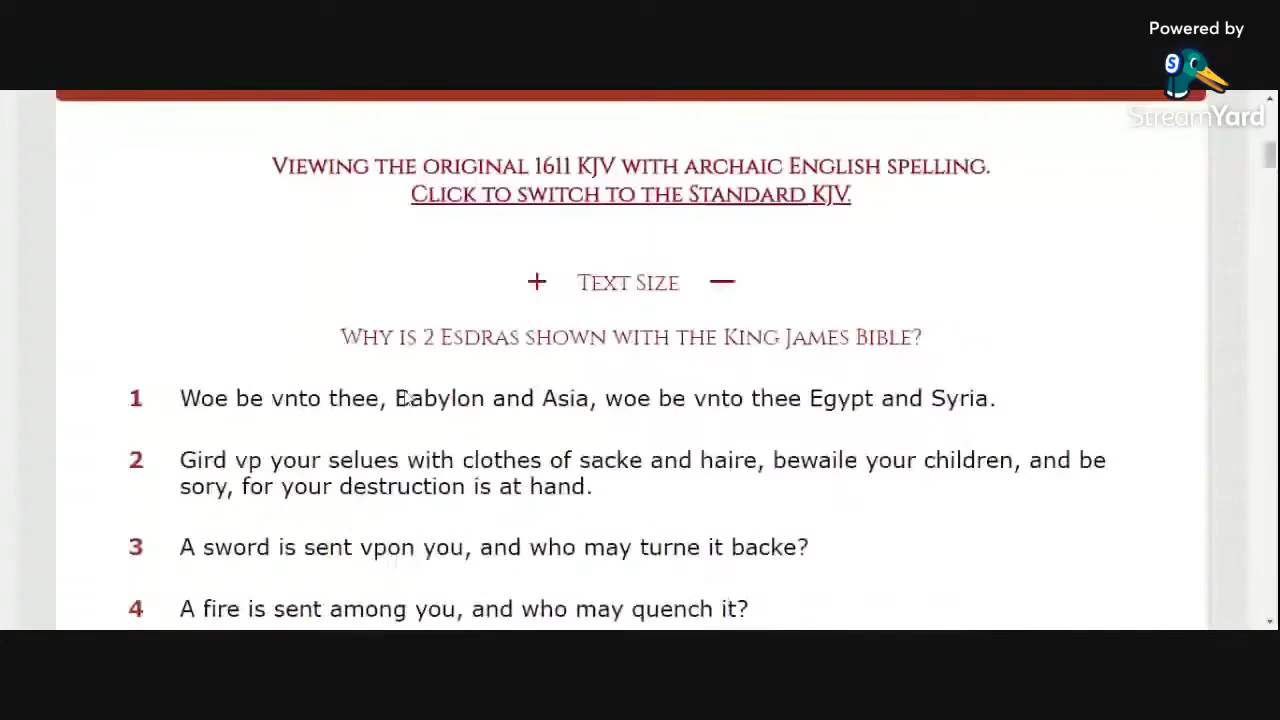 Powered by
S
StreamYard
Viewing the original 1611 KJV with archaic English spelling.
Click to switch to the Standard KJV.
+ Text Size −
Why is 2 Esdras shown with the King James Bible?
1 Woe be vnto thee, Babylon and Asia, woe be vnto thee Egypt and Syria.
2 Gird vp your selues with clothes of sacke and haire, bewaile your children, and be
sory, for your destruction is at hand.
3 A sword is sent vpon you, and who may turne it backe?
4 A fire is sent among you, and who may quench it?